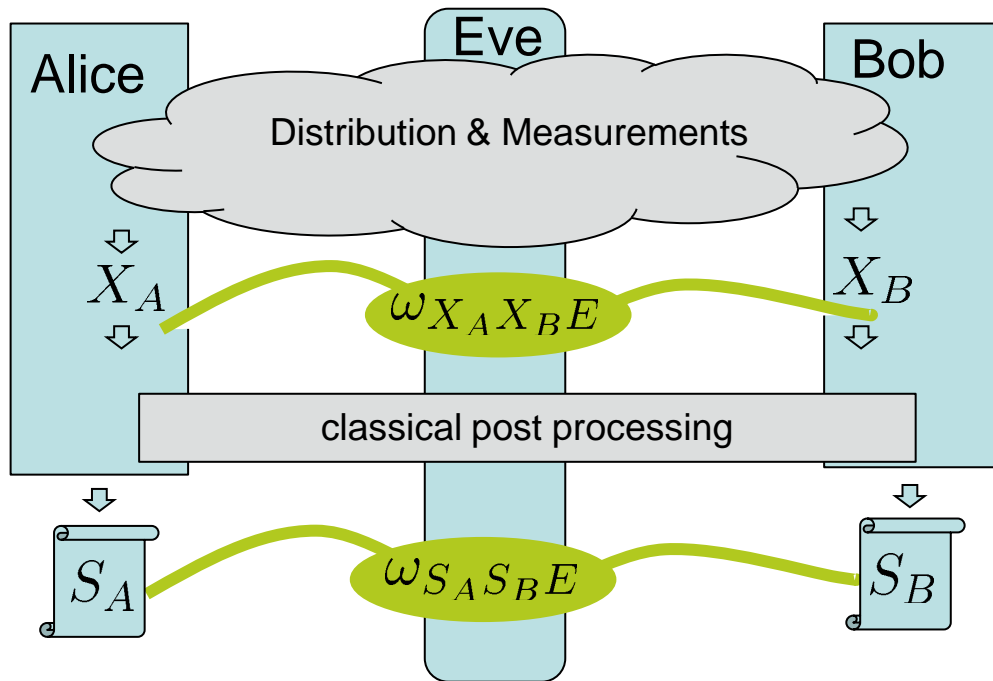 Alice
Eve
Bob
Distribution & Measurements
X_A
X_B
ω_{X_A X_B E}
classical post processing
S_A
ω_{S_A S_B E}
S_B